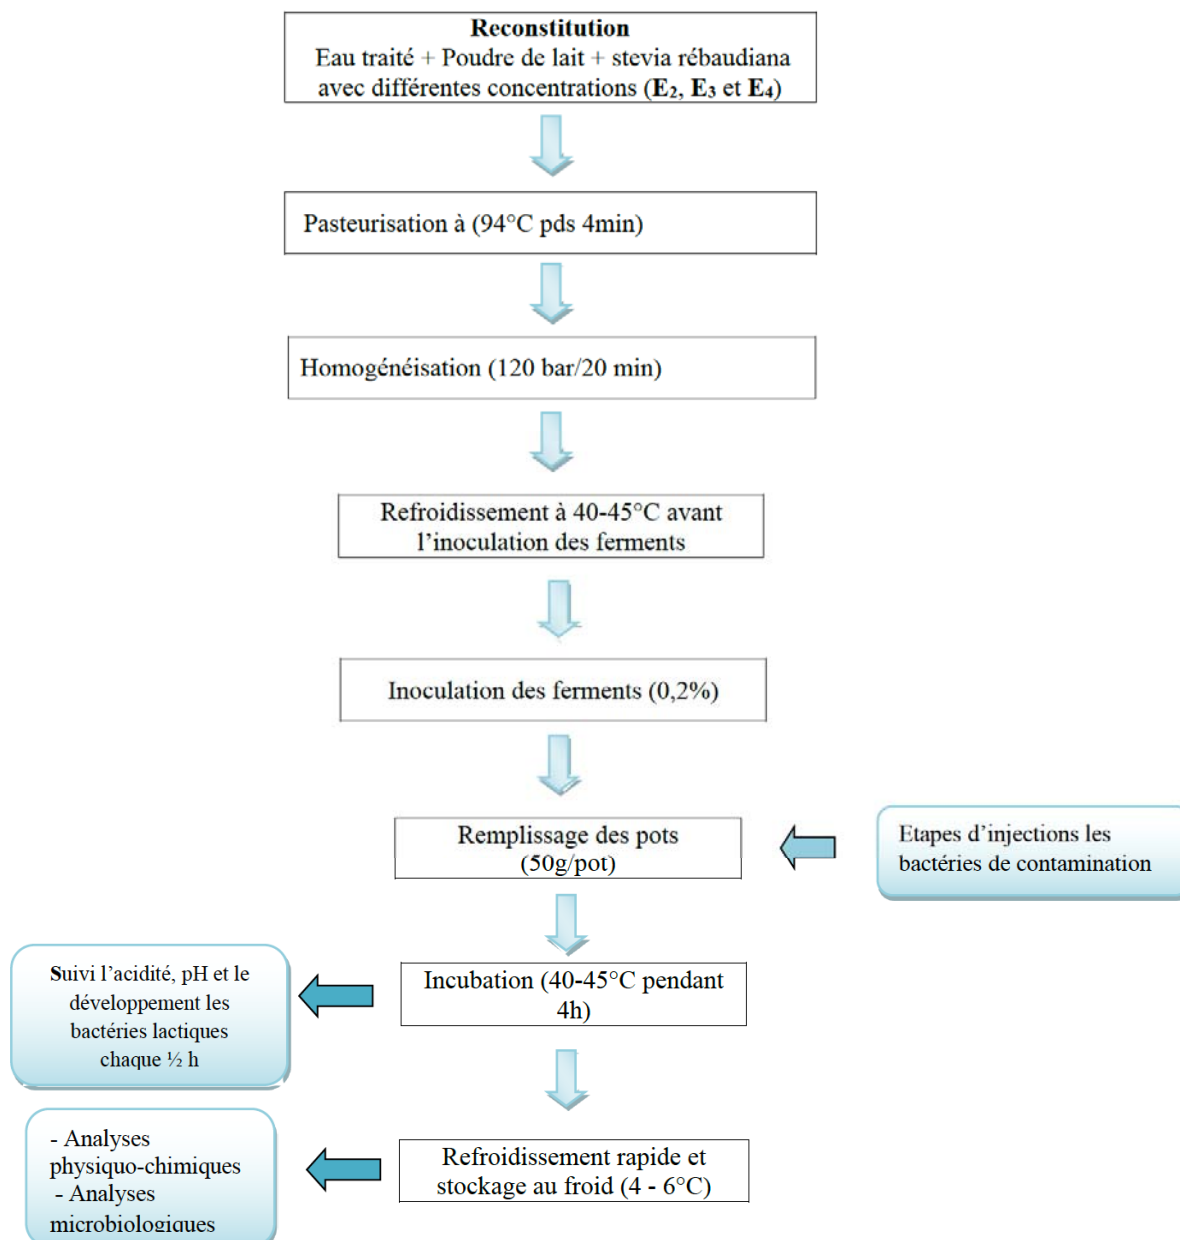 Reconstitution
Eau traité + Poudre de lait + stevia rébaudiana
avec différentes concentrations (E₂, E₃ et E₄)
Pasteurisation à (94°C pds 4min)
Homogénéisation (120 bar/20 min)
Refroidissement à 40-45°C avant
l’inoculation des ferments
Inoculation des ferments (0,2%)
Remplissage des pots
(50g/pot)
Etapes d’injections les
bactéries de contamination
Incubation (40-45°C pendant
4h)
Suivi l’acidité, pH et le
développement les
bactéries lactiques
chaque ½ h
Refroidissement rapide et
stockage au froid (4 - 6°C)
- Analyses
physiquo-chimiques
- Analyses
microbiologiques